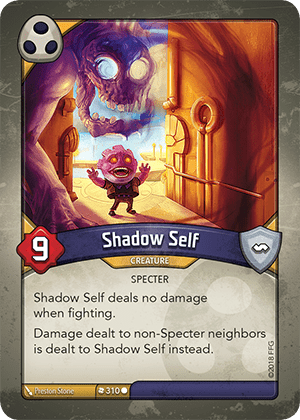 9
Shadow Self
CREATURE
SPECTER
Shadow Self deals no damage
when fighting.
Damage dealt to non-Specter neighbors
is dealt to Shadow Self instead.
Preston Stone
310
©2018 FFG